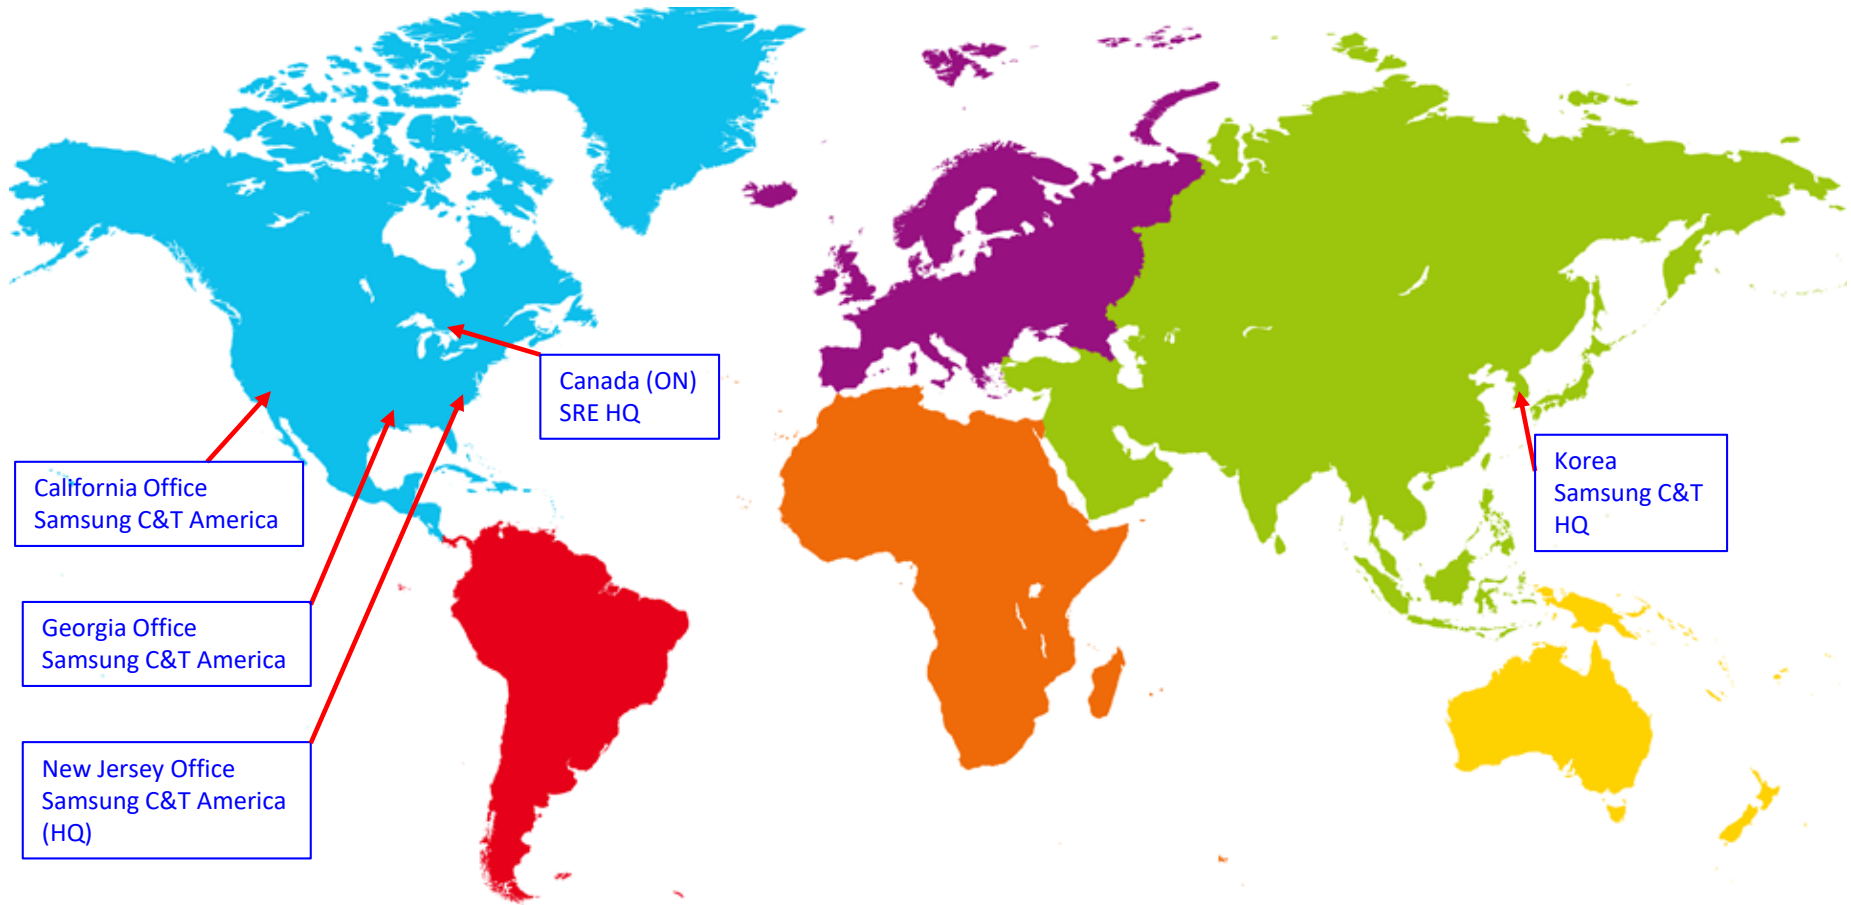 Canada (ON)
SRE HQ
California Office
Samsung C&T America
Korea
Samsung C&T
HQ
Georgia Office
Samsung C&T America
New Jersey Office
Samsung C&T America
(HQ)